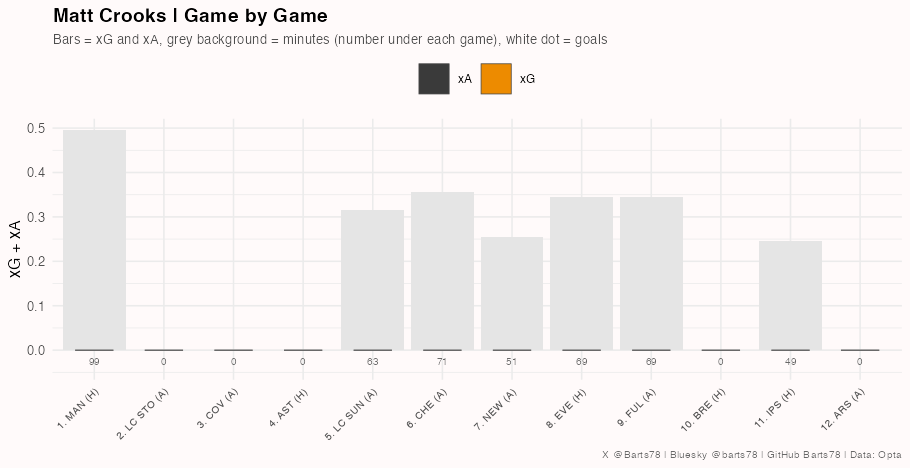 Matt Crooks | Game by Game
Bars = xG and xA, grey background = minutes (number under each game), white dot = goals
xA xG
xG + xA
0.5
0.4
0.3
0.2
0.1
0.0
99 0 0 0 63 71 51 69 69 0 49 0
1. MAN (H)
2. LC STO (A)
3. COV (A)
4. AST (H)
5. LC SUN (A)
6. CHE (A)
7. NEW (A)
8. EVE (H)
9. FUL (A)
10. BRE (H)
11. IPS (H)
12. ARS (A)
X @Barts78 | Bluesky @barts78 | GitHub Barts78 | Data: Opta